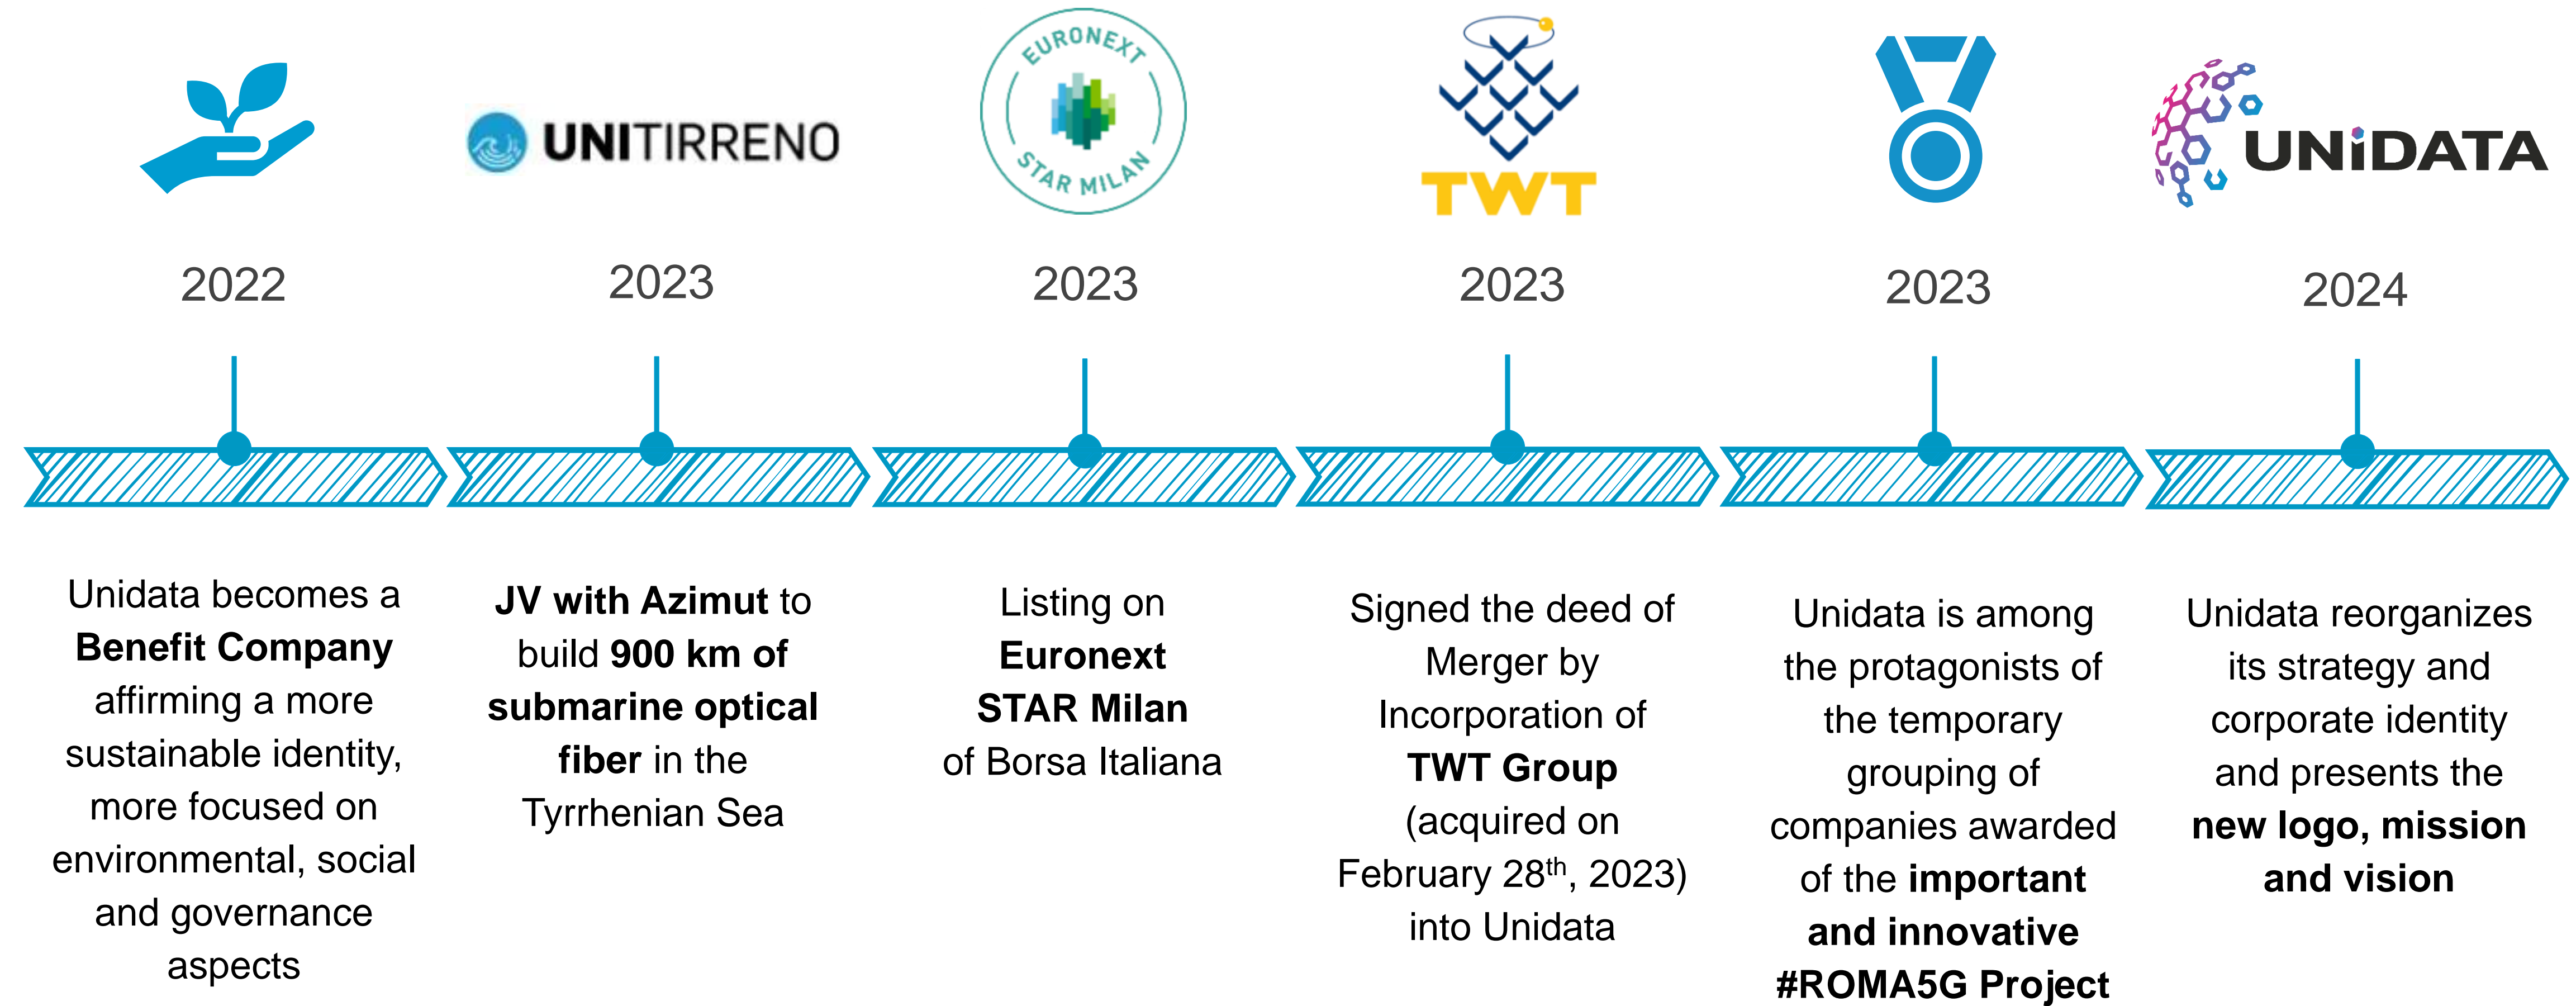 UNITIRRENO
EURONEXT
STAR MILAN
TWT
UNiDATA
2022
2023
2023
2023
2023
2024
Unidata becomes a
Benefit Company
affirming a more
sustainable identity,
more focused on
environmental, social
and governance
aspects
JV with Azimut to
build 900 km of
submarine optical
fiber in the
Tyrrhenian Sea
Listing on
Euronext
STAR Milan
of Borsa Italiana
Signed the deed of
Merger by
Incorporation of
TWT Group
(acquired on
February 28th, 2023)
into Unidata
Unidata is among
the protagonists of
the temporary
grouping of
companies awarded
of the important
and innovative
#ROMA5G Project
Unidata reorganizes
its strategy and
corporate identity
and presents the
new logo, mission
and vision